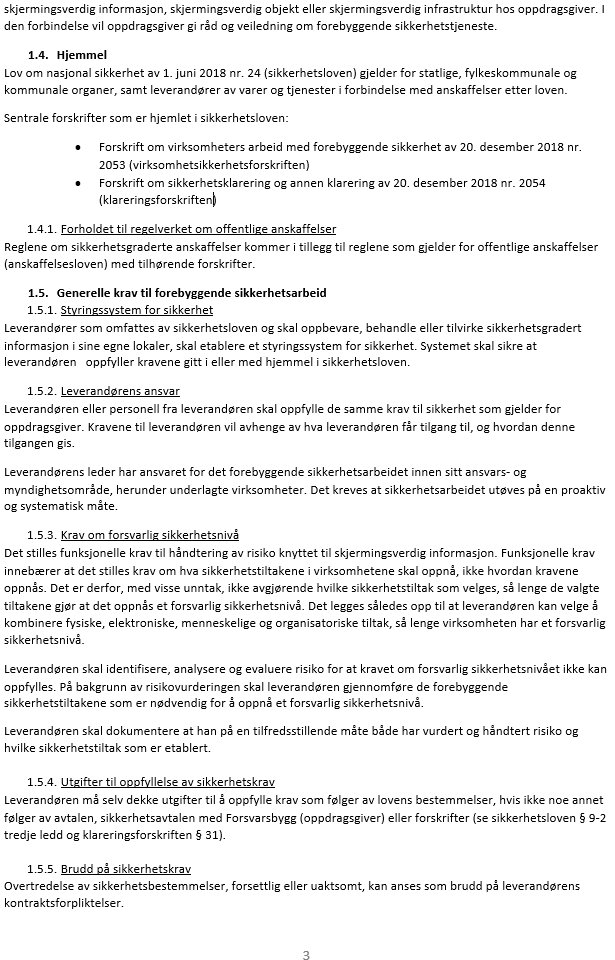 skjermingsverdig informasjon, skjermingsverdig objekt eller skjermingsverdig infrastruktur hos oppdragsgiver. I
den forbindelse vil oppdragsgiver gi råd og veiledning om forebyggende sikkerhetstjeneste.
1.4. Hjemmel
Lov om nasjonal sikkerhet av 1. juni 2018 nr. 24 (sikkerhetsloven) gjelder for statlige, fylkeskommunale og
kommunale organer, samt leverandører av varer og tjenester i forbindelse med anskaffelser etter loven.
Sentrale forskrifter som er hjemlet i sikkerhetsloven:
• Forskrift om virksomheters arbeid med forebyggende sikkerhet av 20. desember 2018 nr.
2053 (virksomhetsikkerhetsforskriften)
• Forskrift om sikkerhetsklarering og annen klarering av 20. desember 2018 nr. 2054
(klareringsforskriften)
1.4.1. Forholdet til regelverket om offentlige anskaffelser
Reglene om sikkerhetsgraderte anskaffelser kommer i tillegg til reglene som gjelder for offentlige anskaffelser
(anskaffelsesloven) med tilhørende forskrifter.
1.5. Generelle krav til forebyggende sikkerhetsarbeid
1.5.1. Styringssystem for sikkerhet
Leverandører som omfattes av sikkerhetsloven og skal oppbevare, behandle eller tilvirke sikkerhetsgradert
informasjon i sine egne lokaler, skal etablere et styringssystem for sikkerhet. Systemet skal sikre at
leverandøren oppfyller kravene gitt i eller med hjemmel i sikkerhetsloven.
1.5.2. Leverandørens ansvar
Leverandøren eller personell fra leverandøren skal oppfylle de samme krav til sikkerhet som gjelder for
oppdragsgiver. Kravene til leverandøren vil avhenge av hva leverandøren får tilgang til, og hvordan denne
tilgangen gis.
Leverandørens leder har ansvaret for det forebyggende sikkerhetsarbeidet innen sitt ansvars- og
myndighetsområde, herunder underlagte virksomheter. Det kreves at sikkerhetsarbeidet utøves på en proaktiv
og systematisk måte.
1.5.3. Krav om forsvarlig sikkerhetsnivå
Det stilles funksjonelle krav til håndtering av risiko knyttet til skjermingsverdig informasjon. Funksjonelle krav
innebærer at det stilles krav om hva sikkerhetstiltakene i virksomhetene skal oppnå, ikke hvordan kravene
oppnås. Det er derfor, med visse unntak, ikke avgjørende hvilke sikkerhetstiltak som velges, så lenge de valgte
tiltakene gjør at det oppnås et forsvarlig sikkerhetsnivå. Det legges således opp til at leverandøren kan velge å
kombinere fysiske, elektroniske, menneskelige og organisatoriske tiltak, så lenge virksomheten har et forsvarlig
sikkerhetsnivå.
Leverandøren skal identifisere, analysere og evaluere risiko for at kravet om forsvarlig sikkerhetsnivået ikke kan
oppfylles. På bakgrunn av risikovurderingen skal leverandøren gjennomføre de forebyggende
sikkerhetstiltakene som er nødvendig for å oppnå et forsvarlig sikkerhetsnivå.
Leverandøren skal dokumentere at han på en tilfredsstillende måte både har vurdert og håndtert risiko og
hvilke sikkerhetstiltak som er etablert.
1.5.4. Utgifter til oppfyllelse av sikkerhetskrav
Leverandøren må selv dekke utgifter til å oppfylle krav som følger av lovens bestemmelser, hvis ikke noe annet
følger av avtalen, sikkerhetsavtalen med Forsvarsbygg (oppdragsgiver) eller forskrifter (se sikkerhetsloven § 9-2
tredje ledd og klareringsforskriften § 31).
1.5.5. Brudd på sikkerhetskrav
Overtredelse av sikkerhetsbestemmelser, forsettlig eller uaktsomt, kan anses som brudd på leverandørens
kontraktsforpliktelser.
3